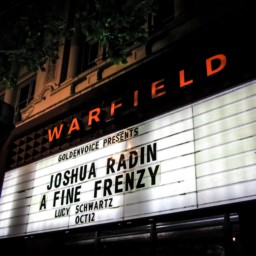 WARFIELD
GOLDENVOICE PRESENTS
JOSHUA RADIN
A FINE FRENZY
LUCY SCHWARTZ
OCT12